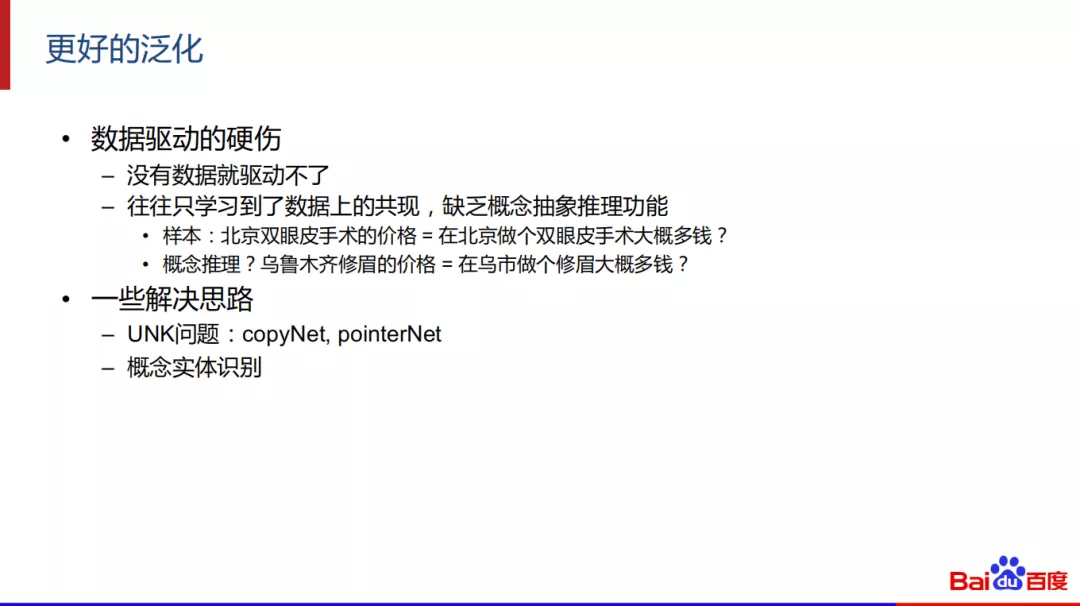 更好的泛化
• 数据驱动的硬伤
– 没有数据就驱动不了
– 往往只学习到了数据上的共现，缺乏概念抽象推理功能
• 样本：北京双眼皮手术的价格 = 在北京做个双眼皮手术大概多钱？
• 概念推理？乌鲁木齐修眉的价格 = 在乌市做个修眉大概多钱？
• 一些解决思路
– UNK问题：copyNet, pointerNet
– 概念实体识别
Bai du 百度